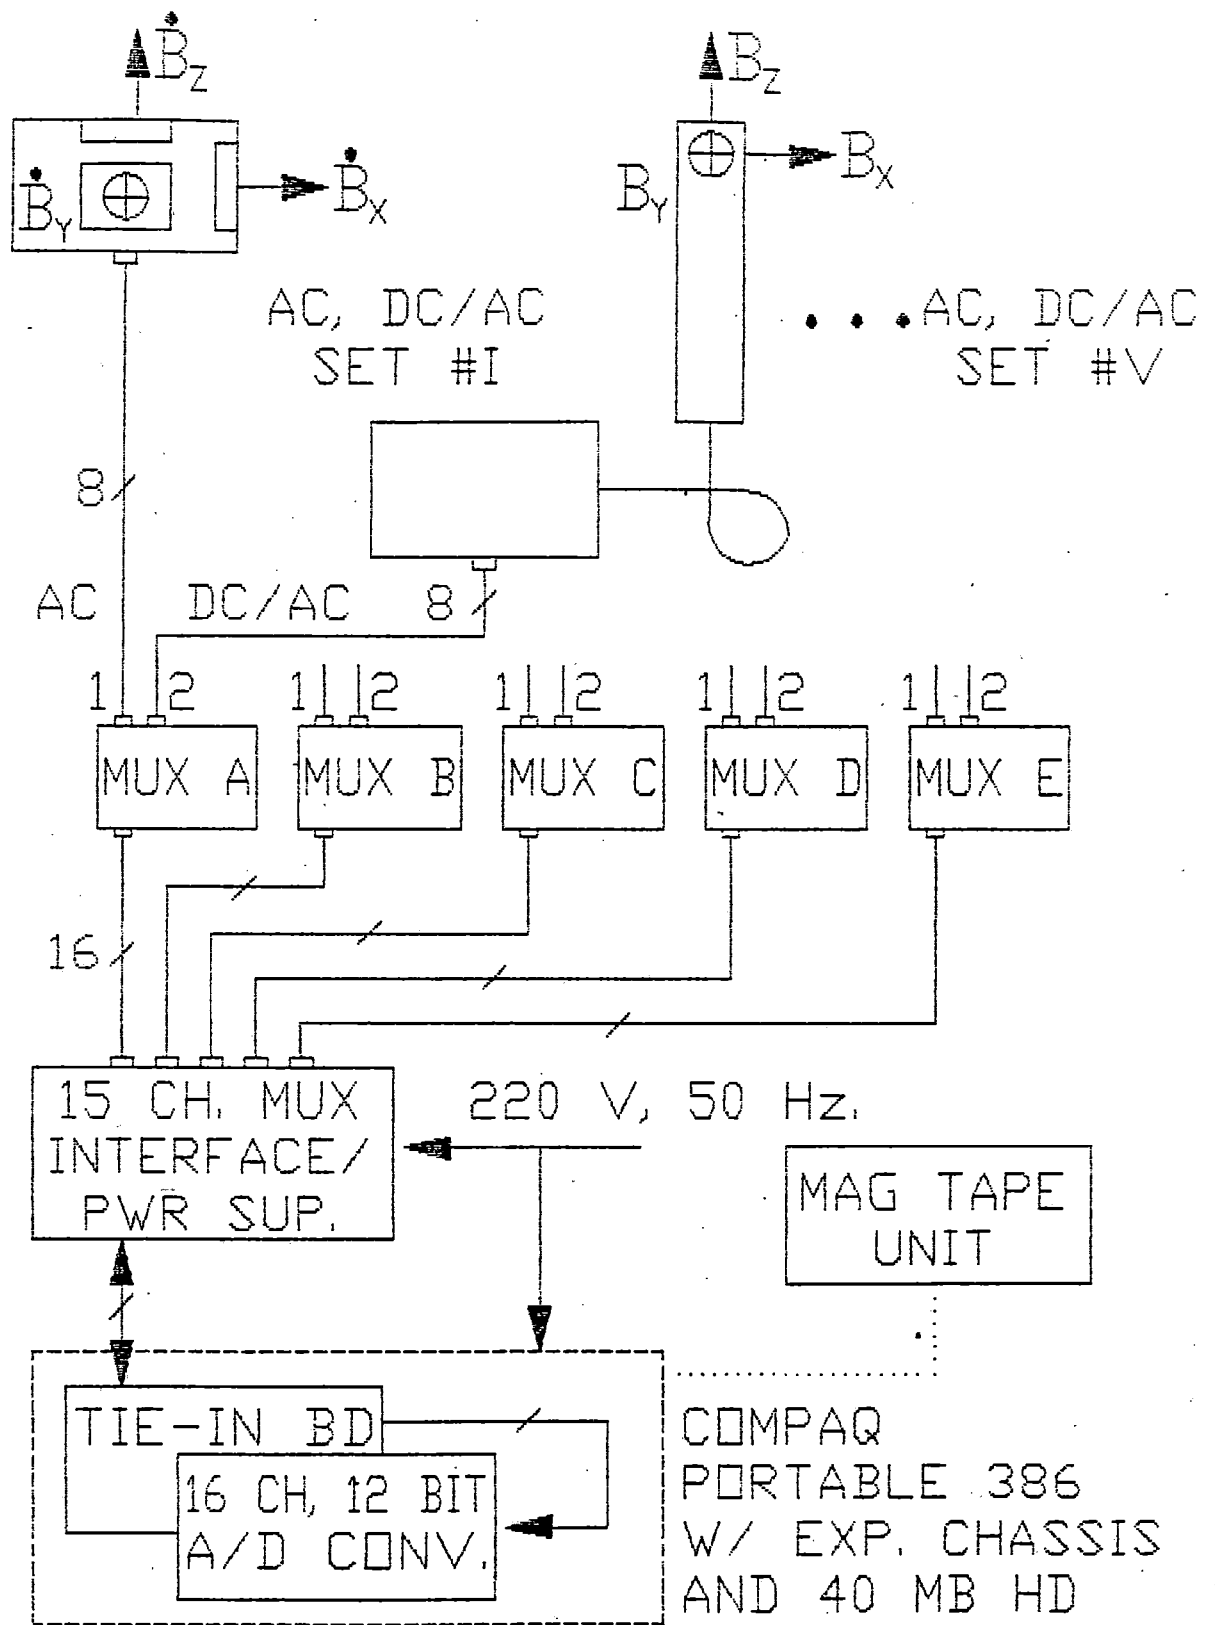 Ḃz
Bz
Ḃy
Ḃx
By
Bx
AC, DC/AC
SET #I
• • • AC, DC/AC
SET #V
8
AC
DC/AC
8
1 2
1 2
1 2
1 2
1 2
MUX A
MUX B
MUX C
MUX D
MUX E
16
15 CH. MUX
INTERFACE/
PWR SUP.
220 V, 50 Hz.
MAG TAPE
UNIT
TIE-IN BD
16 CH, 12 BIT
A/D CONV.
COMPAQ
PORTABLE 386
W/ EXP. CHASSIS
AND 40 MB HD